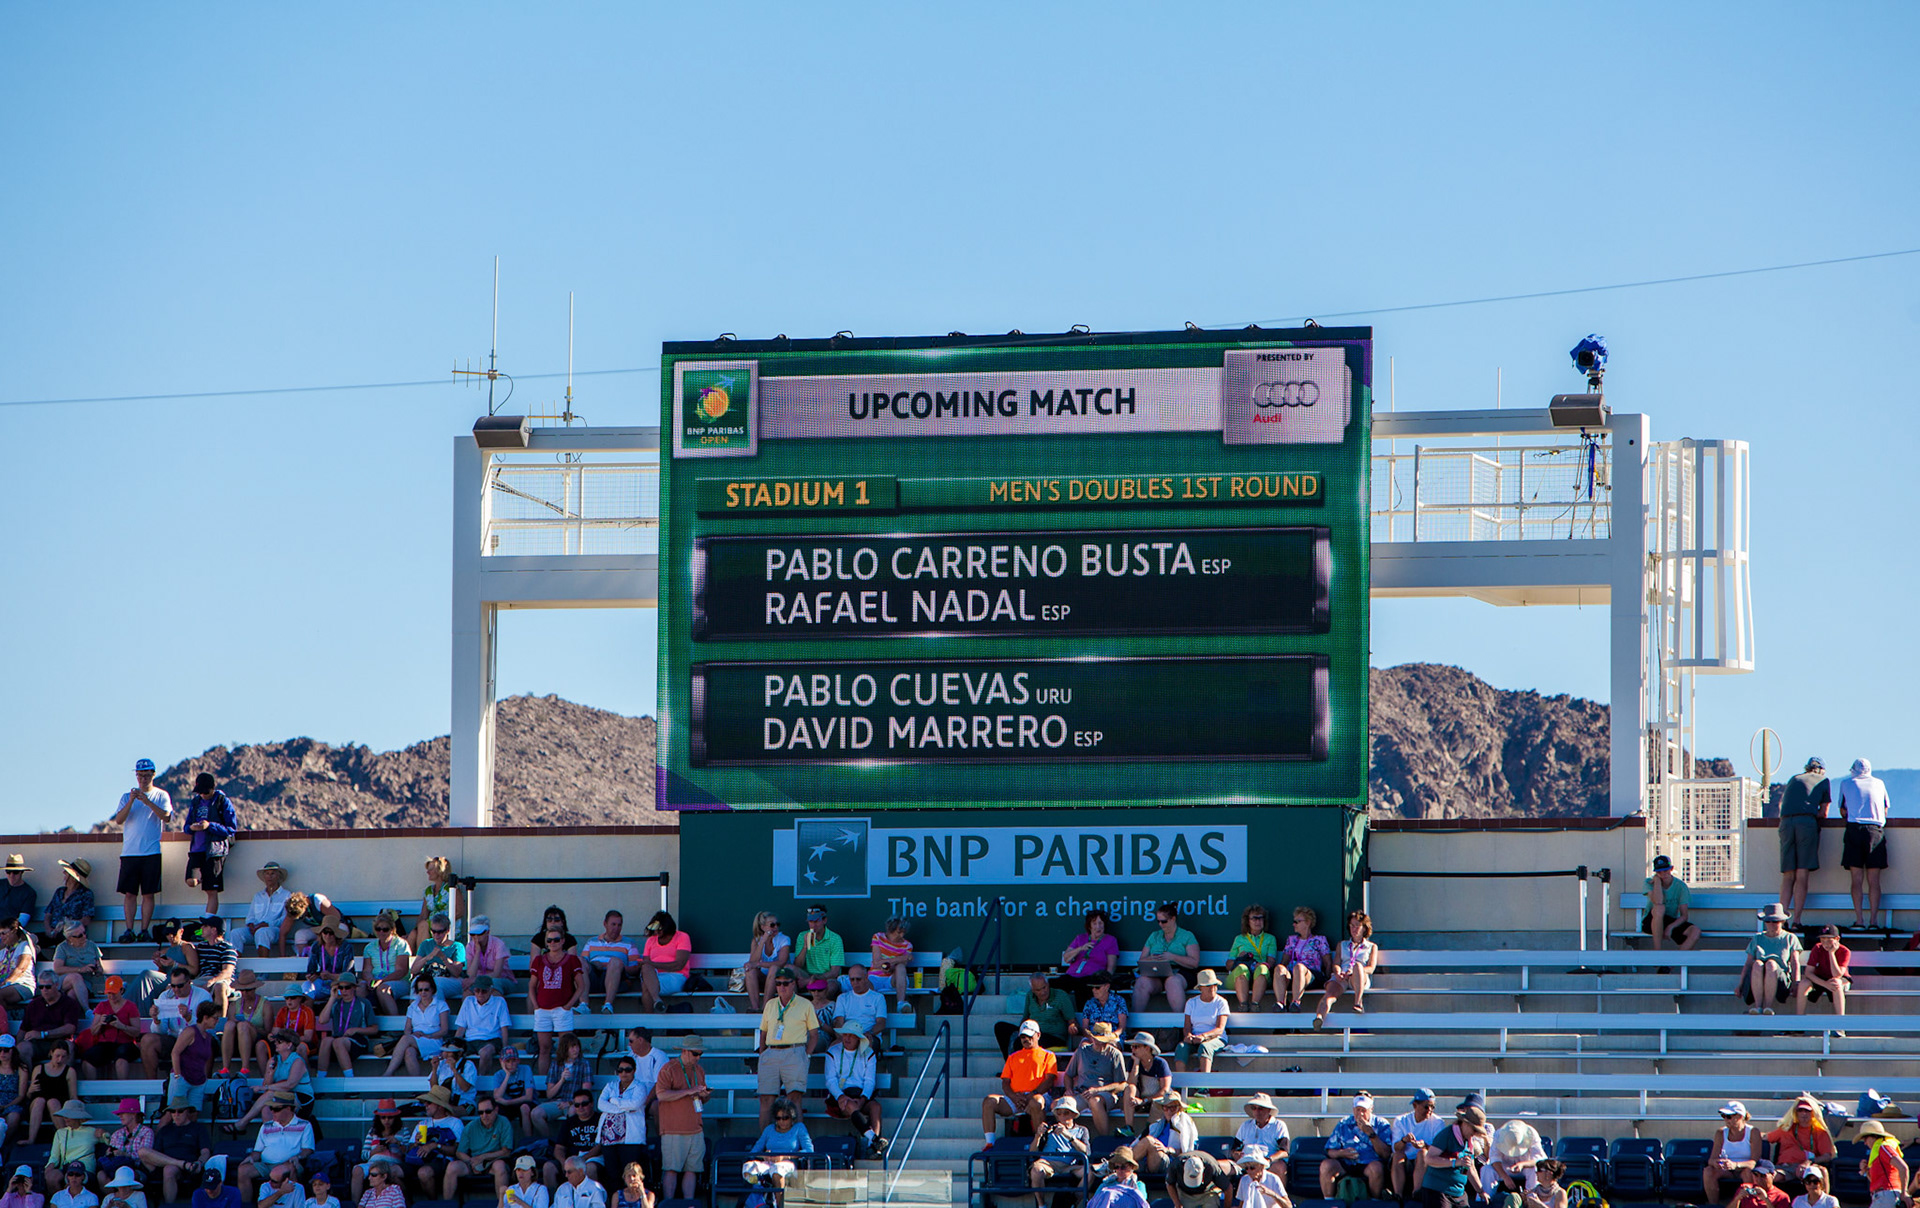 PRESENTED BY
UPCOMING MATCH
Audi
BNP PARIBAS
OPEN
STADIUM 1
MEN'S DOUBLES 1ST ROUND
PABLO CARRENO BUSTA ESP
RAFAEL NADAL ESP
PABLO CUEVAS URU
DAVID MARRERO ESP
BNP PARIBAS
The bank for a changing world